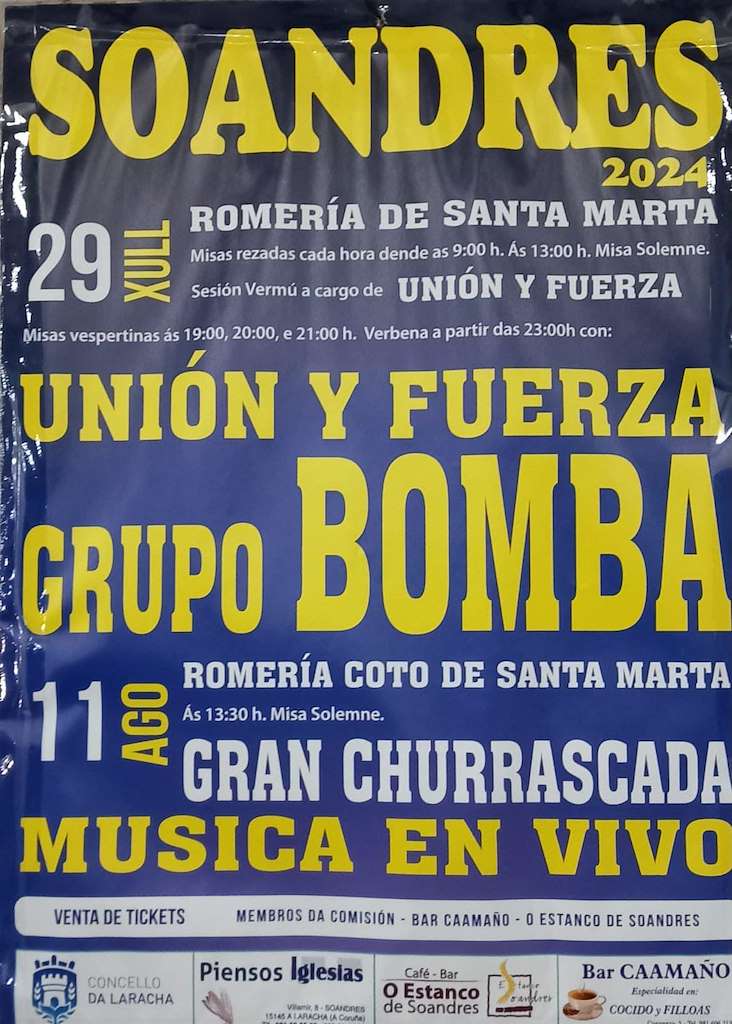 SOANDRES
2024
29 XULL
ROMERÍA DE SANTA MARTA
Misas rezadas cada hora dende as 9:00 h. Ás 13:00 h. Misa Solemne.
Sesión Vermú a cargo de UNIÓN Y FUERZA
Misas vespertinas ás 19:00, 20:00, e 21:00 h. Verbena a partir das 23:00h con:
UNIÓN Y FUERZA
GRUPO BOMBA
11 AGO
ROMERÍA COTO DE SANTA MARTA
Ás 13:30 h. Misa Solemne.
GRAN CHURRASCADA
MUSICA EN VIVO
VENTA DE TICKETS MEMBROS DA COMISIÓN - BAR CAAMAÑO - O ESTANCO DE SOANDRES
CONCELLO
DA LARACHA
Piensos Iglesias
Villamir, 8 - SOANDRES
15145 A LARACHA (A Coruña)
Café - Bar
O Estanco
de Soandres
Bar CAAMAÑO
Especialidad en:
COCIDO y FILLOAS